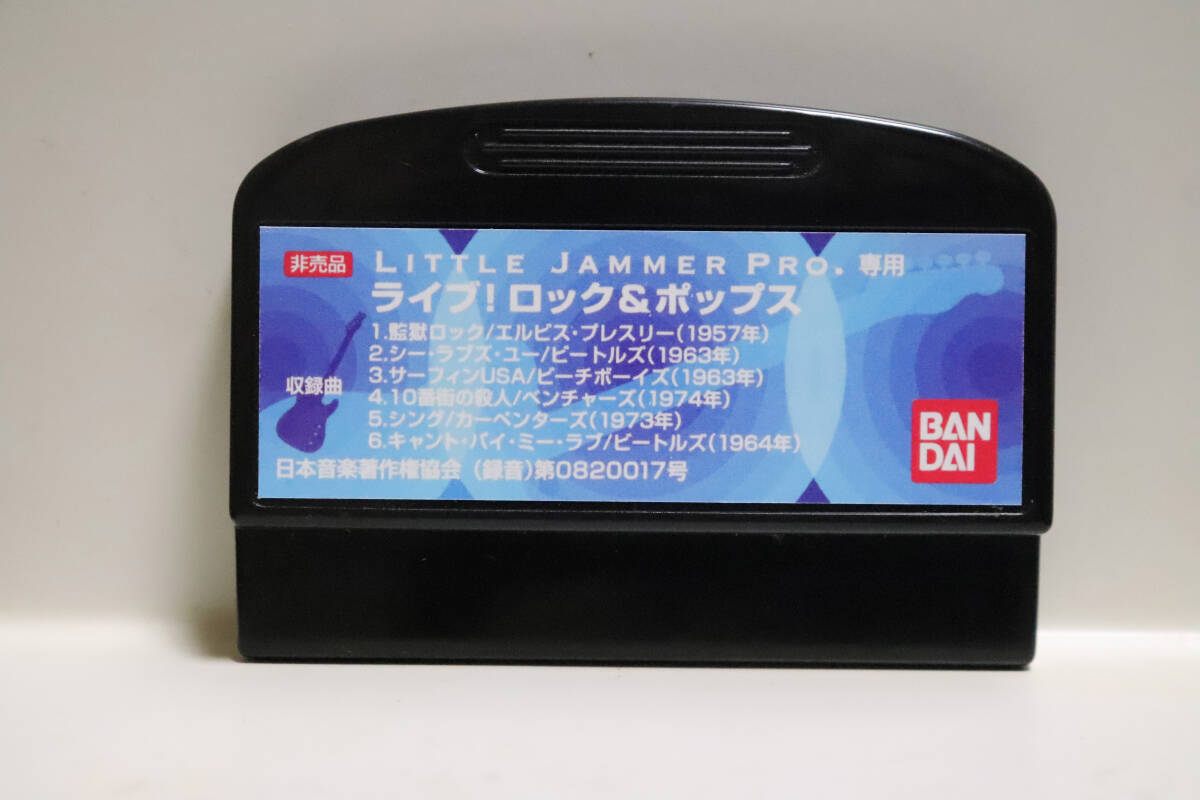 非売品 LITTLE JAMMER PRO. 専用
ライブ!ロック&ポップス
1.監獄ロック/エルビス・プレスリー(1957年)
2.シー・ラブズ・ユー/ビートルズ(1963年)
3.サーフィンUSA/ビーチボーイズ(1963年)
収録曲
4.10番街の殺人/ベンチャーズ(1974年)
5.シング/カーペンターズ(1973年)
6.キャント・バイ・ミー・ラブ/ビートルズ(1964年)
日本音楽著作権協会 (録音)第0820017号
BAN
DAI